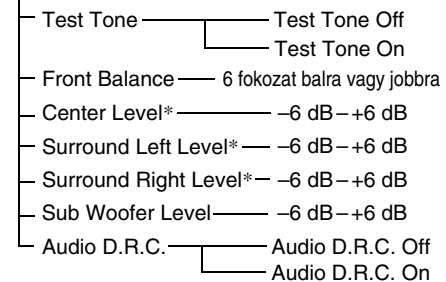 Test Tone Test Tone Off
Test Tone On
Front Balance 6 fokozat balra vagy jobbra
Center Level* –6 dB–+6 dB
Surround Left Level* –6 dB–+6 dB
Surround Right Level* –6 dB–+6 dB
Sub Woofer Level –6 dB–+6 dB
Audio D.R.C. Audio D.R.C. Off
Audio D.R.C. On